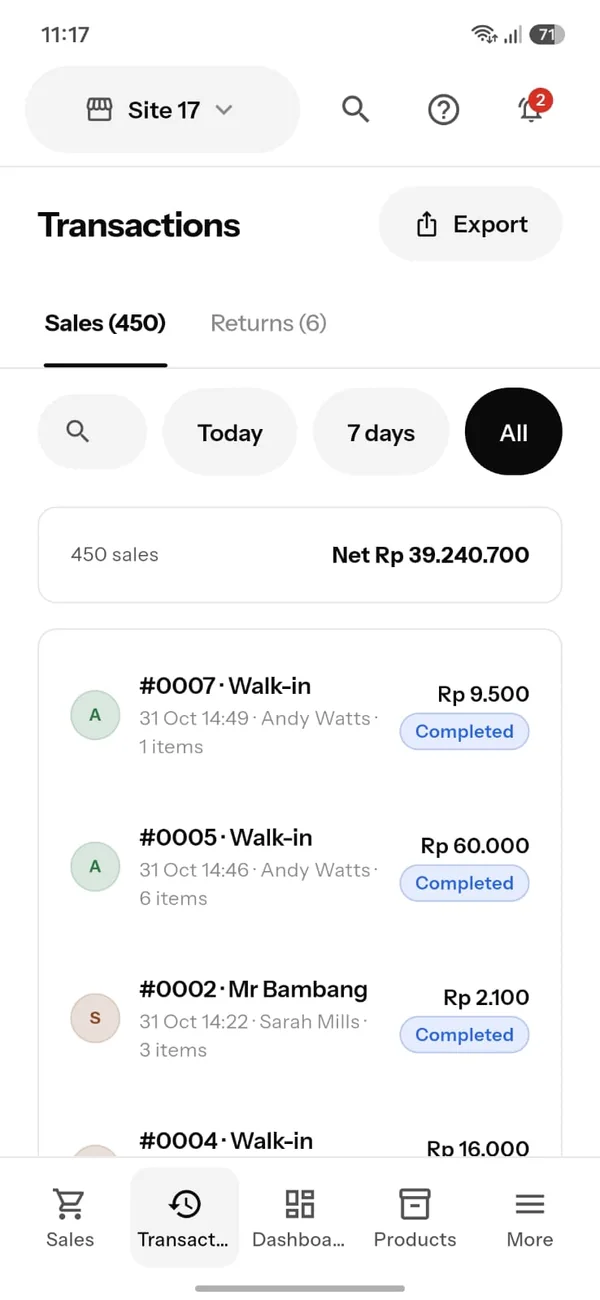 11:17
71
Site 17
2
Transactions
Export
Sales (450)
Returns (6)
Today
7 days
All
450 sales
Net Rp 39.240.700
A
#0007 · Walk-in
31 Oct 14:49 · Andy Watts ·
1 items
Rp 9.500
Completed
A
#0005 · Walk-in
31 Oct 14:46 · Andy Watts ·
6 items
Rp 60.000
Completed
S
#0002 · Mr Bambang
31 Oct 14:22 · Sarah Mills ·
3 items
Rp 2.100
Completed
#0004 · Walk-in
Rp 16.000
Sales
Transact...
Dashboa...
Products
More